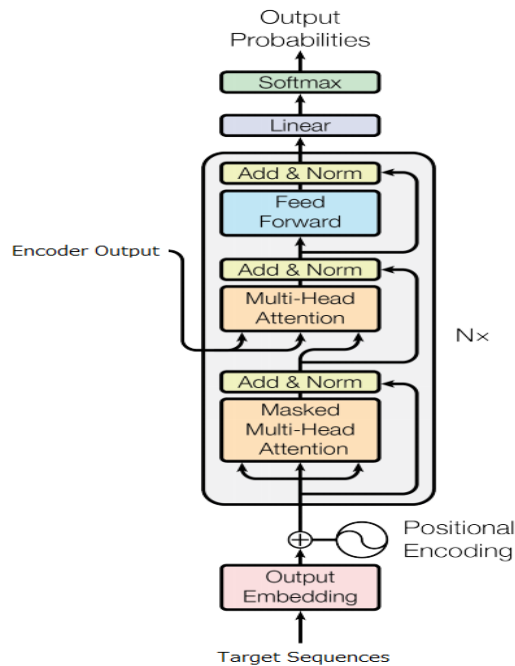 Output
Probabilities
Softmax
Linear
Add & Norm
Feed
Forward
Encoder Output
Add & Norm
Multi-Head
Attention
Nx
Add & Norm
Masked
Multi-Head
Attention
Positional
Encoding
Output
Embedding
Target Sequences